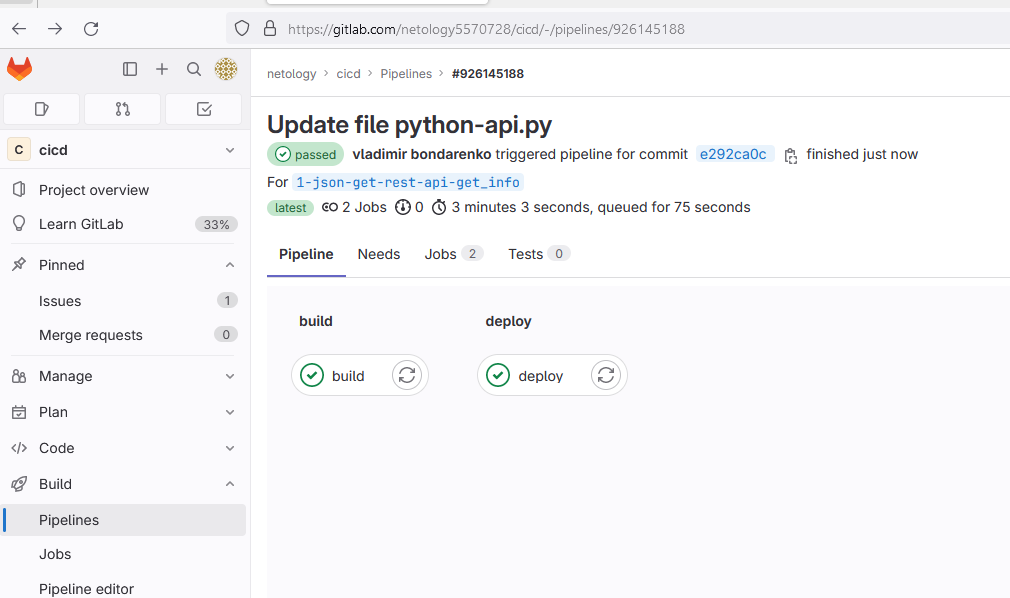 https://gitlab.com/netology5570728/cicd/-/pipelines/926145188
netology › cicd › Pipelines › #926145188
C cicd
Project overview
Learn GitLab 33%
Pinned
Issues 1
Merge requests 0
Manage
Plan
Code
Build
Pipelines
Jobs
Pipeline editor
Update file python-api.py
passed vladimir bondarenko triggered pipeline for commit e292ca0c finished just now
For 1-json-get-rest-api-get_info
latest 2 Jobs 0 3 minutes 3 seconds, queued for 75 seconds
Pipeline Needs Jobs 2 Tests 0
build deploy
build deploy